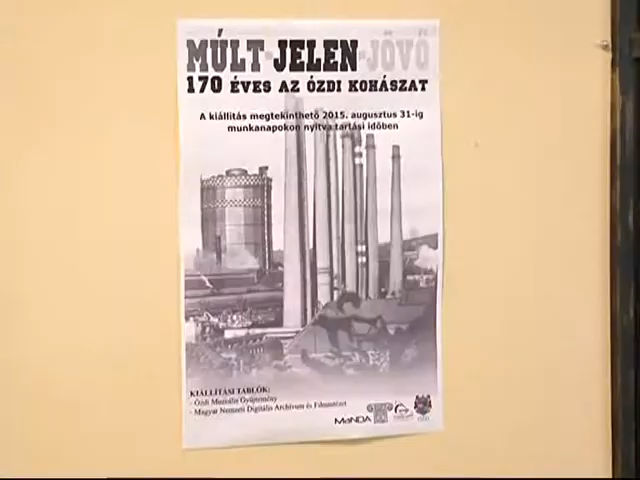 MÚLT-JELEN-JÖVŐ
170 ÉVES AZ ÓZDI KOHÁSZAT
A kiállítás megtekinthető 2015. augusztus 31-ig
munkanapokon nyitva tartási időben
KIÁLLÍTÁSI TABLÓK:
- Ózdi Muzeális Gyűjtemény
- Magyar Nemzeti Digitális Archívum és Filmintézet
MaNDA